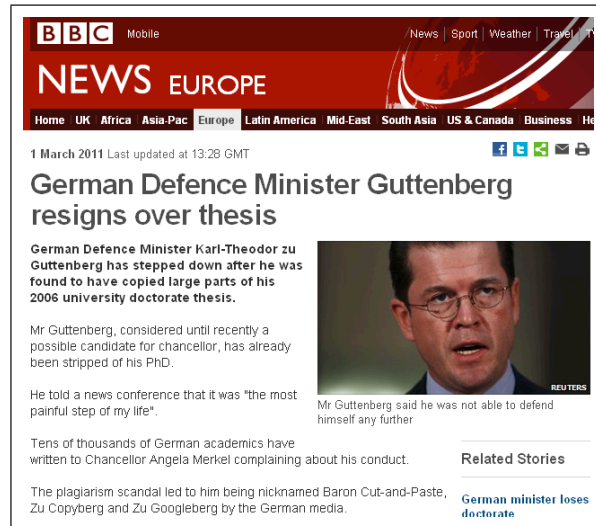 BBC Mobile News Sport Weather Travel
NEWS EUROPE
Home UK Africa Asia-Pac Europe Latin America Mid-East South Asia US & Canada Business
1 March 2011 Last updated at 13:28 GMT
German Defence Minister Guttenberg
resigns over thesis
German Defence Minister Karl-Theodor zu
Guttenberg has stepped down after he was
found to have copied large parts of his
2006 university doctorate thesis.
Mr Guttenberg, considered until recently a
possible candidate for chancellor, has already
been stripped of his PhD.
He told a news conference that it was "the most
painful step of my life".
REUTERS
Mr Guttenberg said he was not able to defend
himself any further
Tens of thousands of German academics have
written to Chancellor Angela Merkel complaining about his conduct.
The plagiarism scandal led to him being nicknamed Baron Cut-and-Paste,
Zu Copyberg and Zu Googleberg by the German media.
Related Stories
German minister loses
doctorate